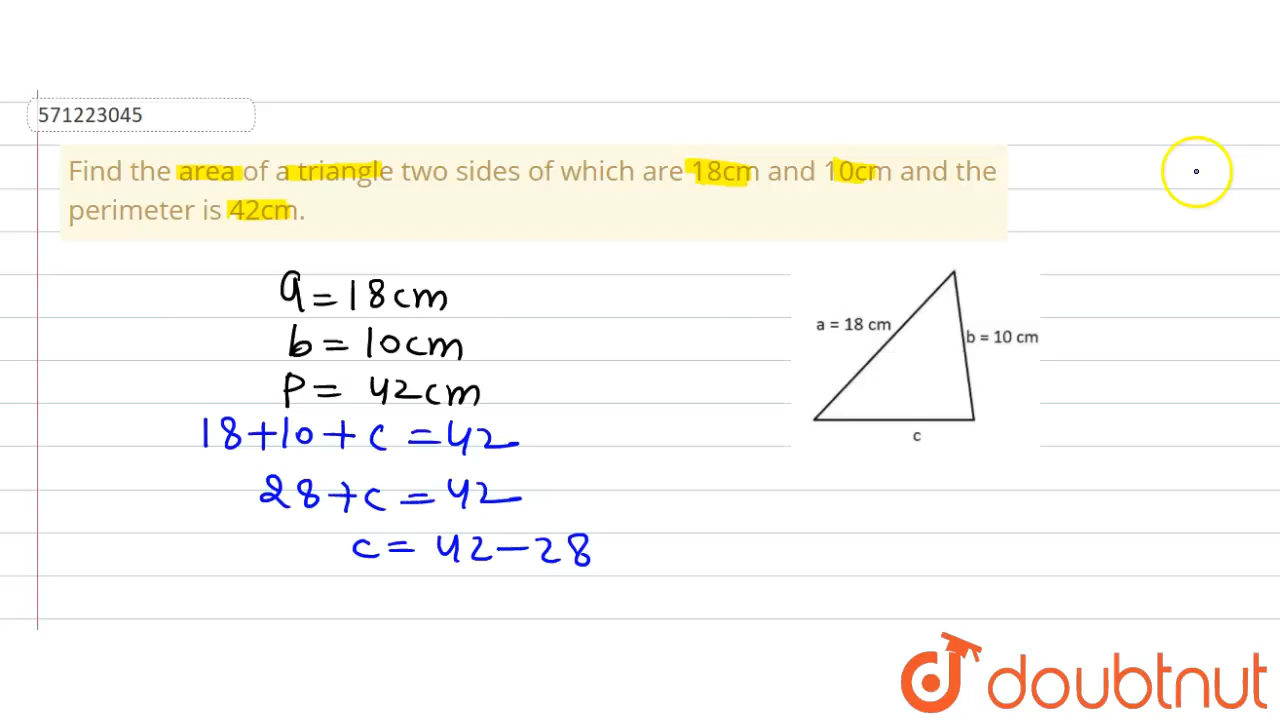 571223045
Find the area of a triangle two sides of which are 18cm and 10cm and the
perimeter is 42cm.
a = 18 cm
b = 10 cm
P = 42 cm
18 + 10 + c = 42
28 + c = 42
c = 42 - 28
a = 18 cm
b = 10 cm
c
doubtnut